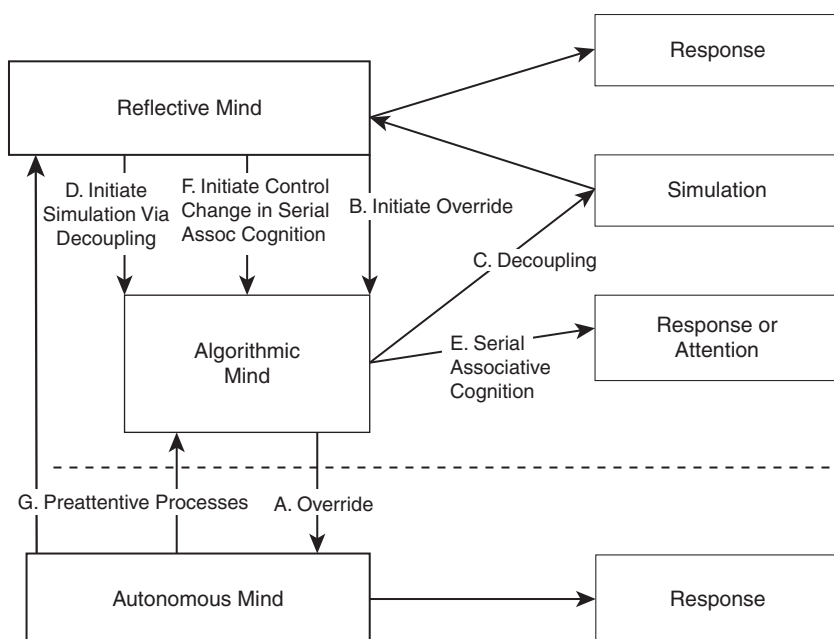 Response
Reflective Mind
D. Initiate
Simulation Via
Decoupling
F. Initiate Control
Change in Serial
Assoc Cognition
B. Initiate Override
Simulation
C. Decoupling
Algorithmic
Mind
E. Serial
Associative
Cognition
Response or
Attention
G. Preattentive Processes
A. Override
Autonomous Mind
Response